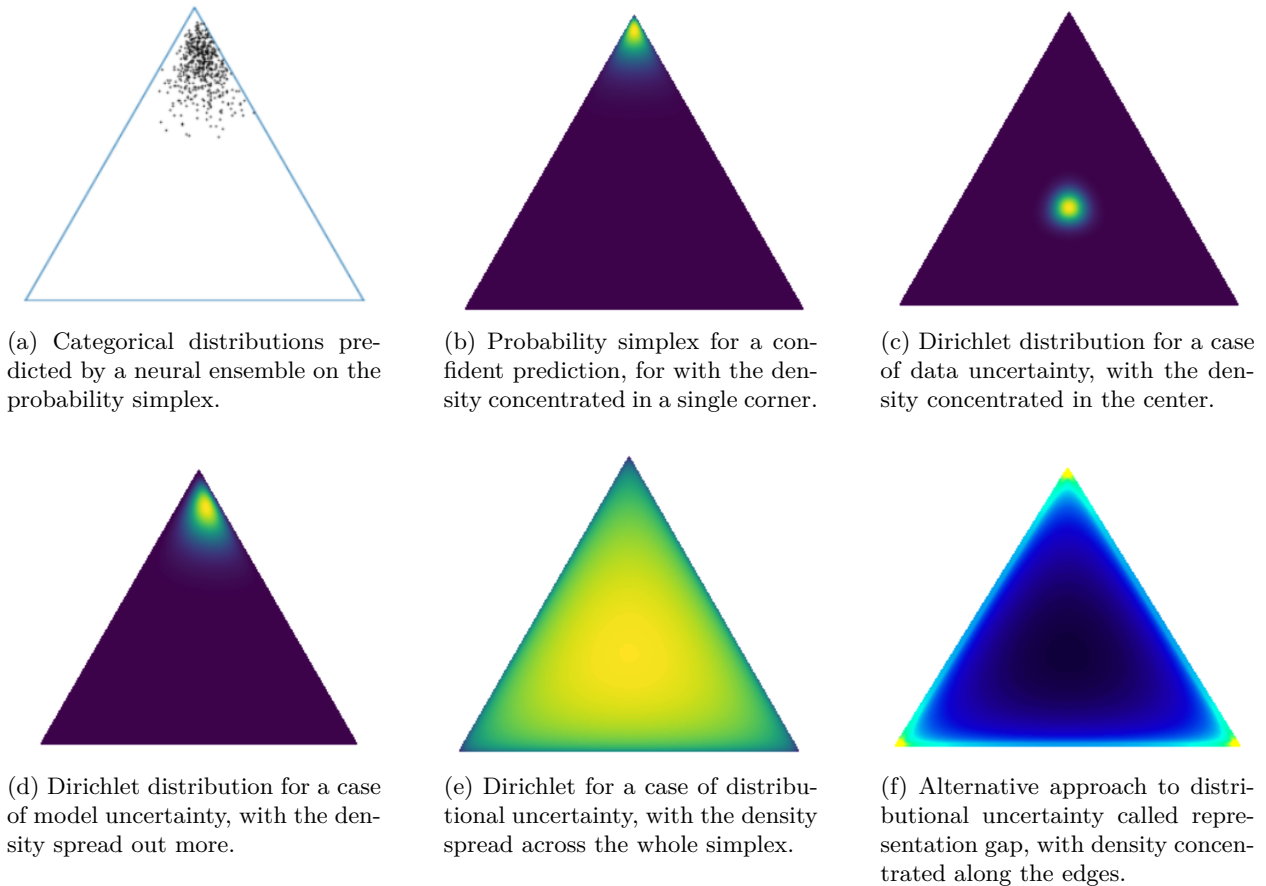 (a) Categorical distributions pre-
dicted by a neural ensemble on the
probability simplex.
(b) Probability simplex for a con-
fident prediction, for with the den-
sity concentrated in a single corner.
(c) Dirichlet distribution for a case
of data uncertainty, with the den-
sity concentrated in the center.
(d) Dirichlet distribution for a case
of model uncertainty, with the den-
sity spread out more.
(e) Dirichlet for a case of distribu-
tional uncertainty, with the density
spread across the whole simplex.
(f) Alternative approach to distri-
butional uncertainty called repre-
sentation gap, with density concen-
trated along the edges.